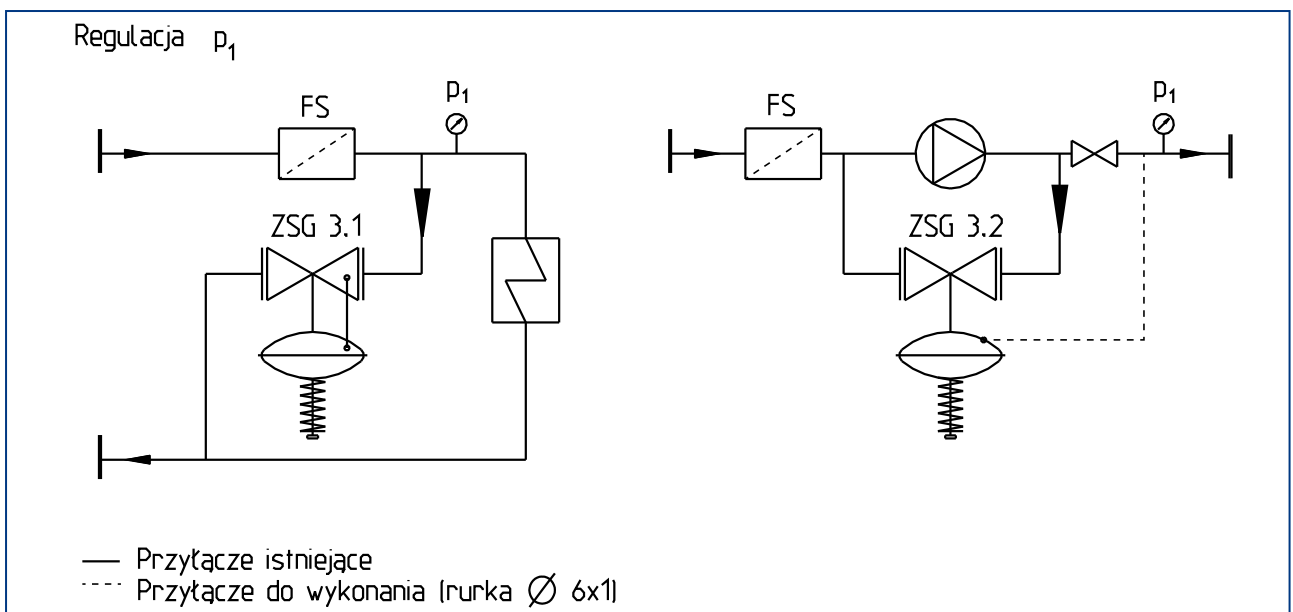 Regulacja p1
FS
p1
ZSG 3.1
FS
p1
ZSG 3.2
Przyłącze istniejące
Przyłącze do wykonania (rurka Ø 6x1)